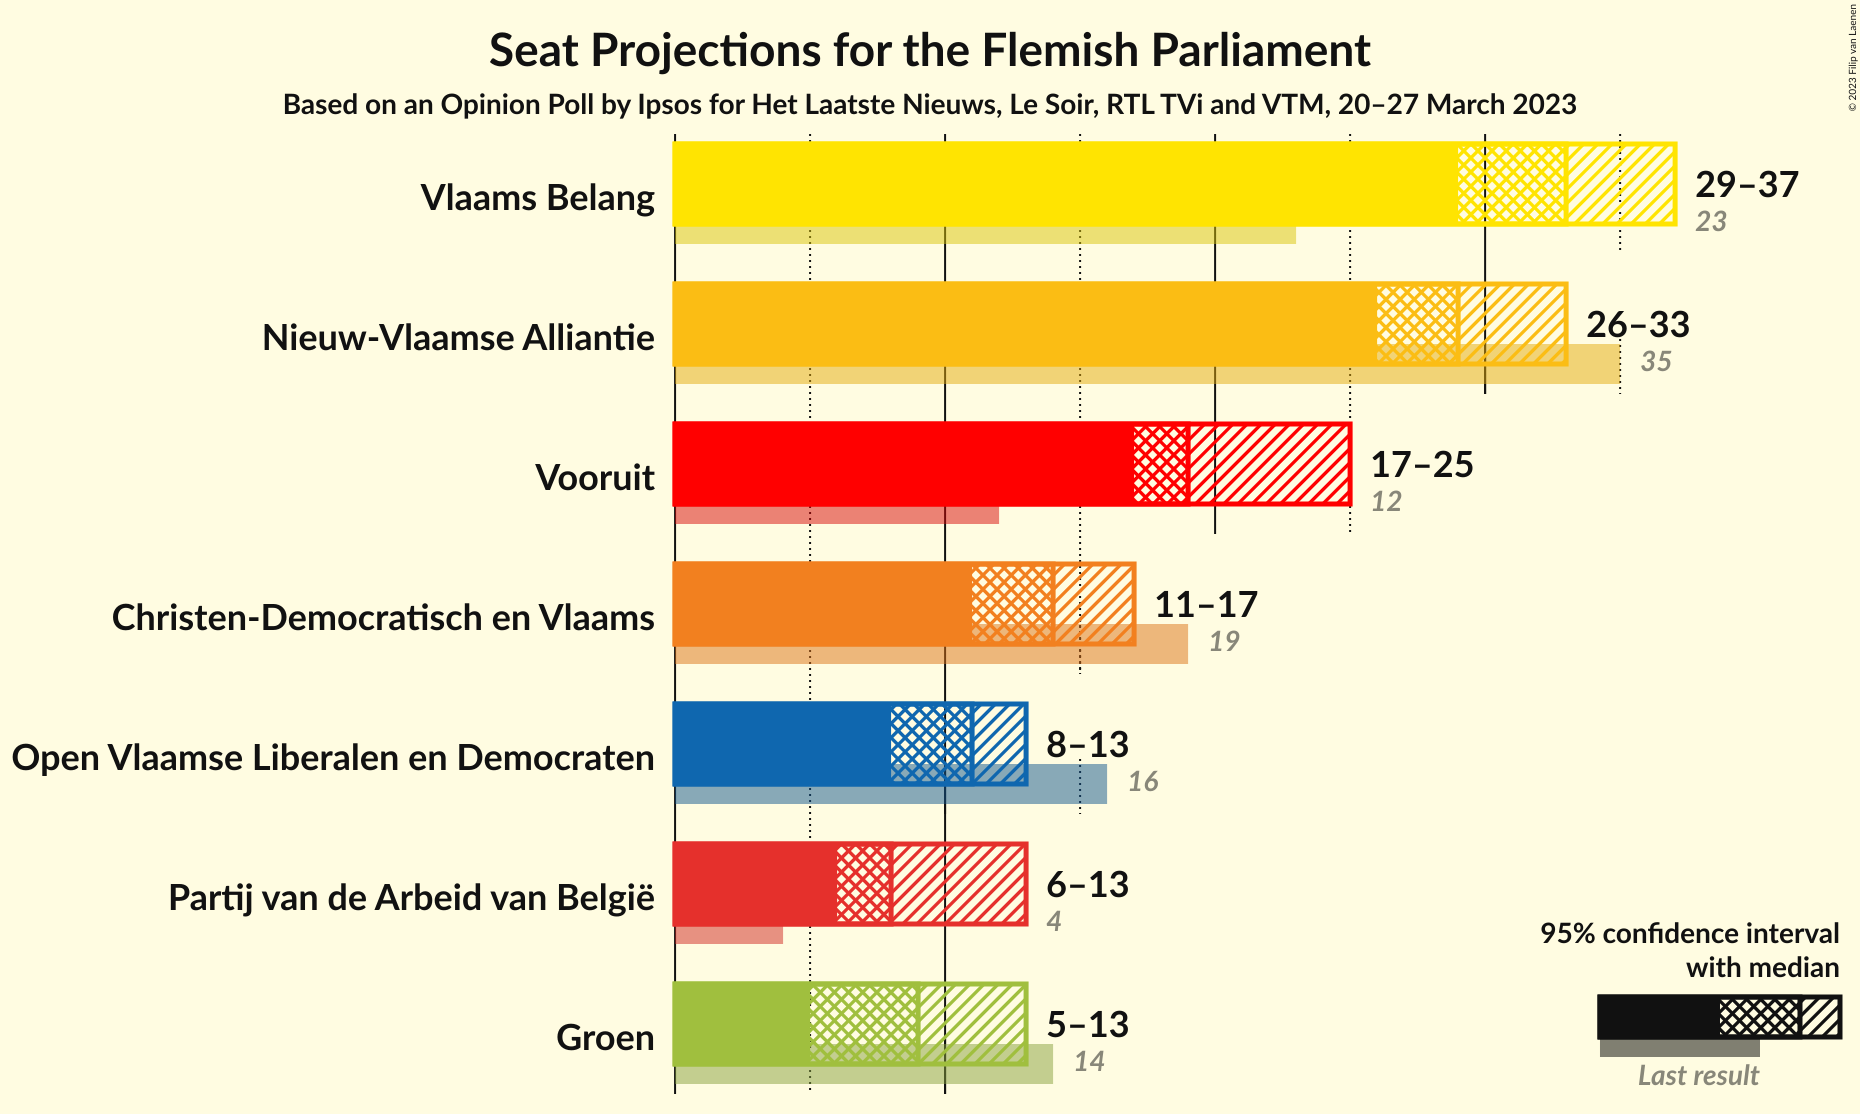 Seat Projections for the Flemish Parliament
Based on an Opinion Poll by Ipsos for Het Laatste Nieuws, Le Soir, RTL TVi and VTM, 20–27 March 2023
© 2023 Filip van Laenen
Vlaams Belang
29–37
23
Nieuw-Vlaamse Alliantie
26–33
35
Vooruit
17–25
12
Christen-Democratisch en Vlaams
11–17
19
Open Vlaamse Liberalen en Democraten
8–13
16
Partij van de Arbeid van België
6–13
4
Groen
5–13
14
95% confidence interval
with median
Last result